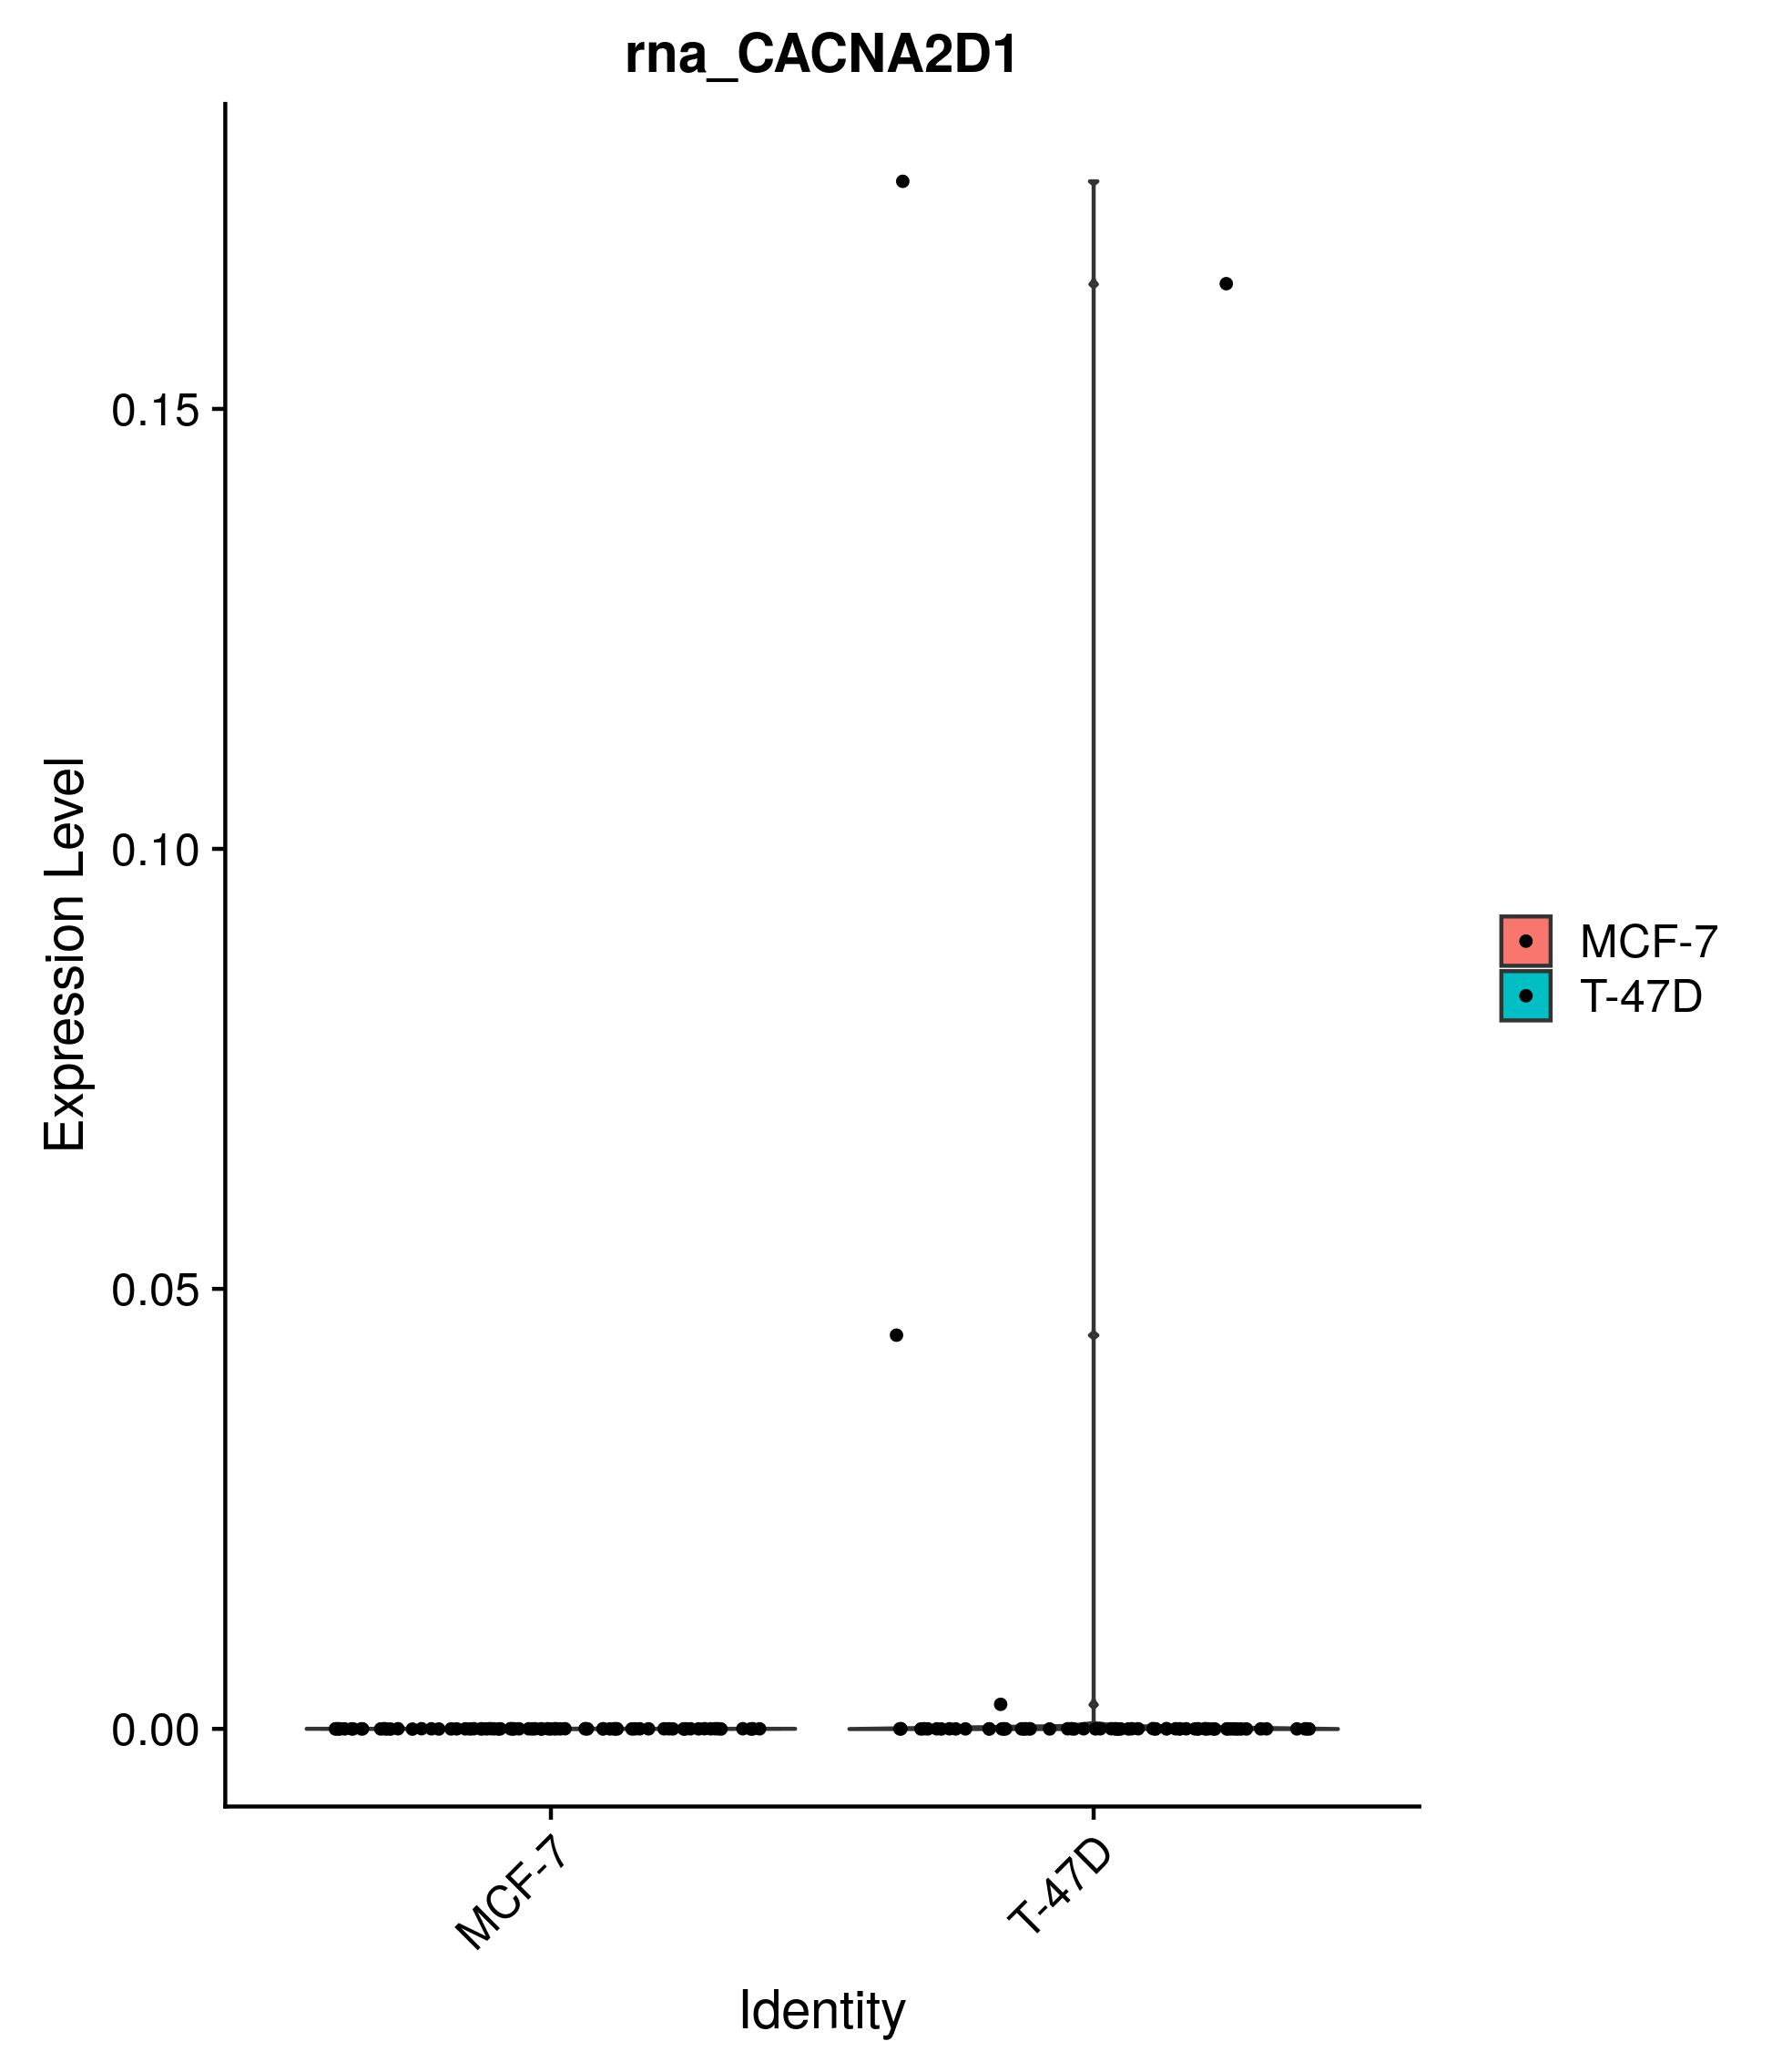 rna_CACNA2D1
Expression Level
0.15
0.10
0.05
0.00
MCF-7
T-47D
Identity
MCF-7
T-47D